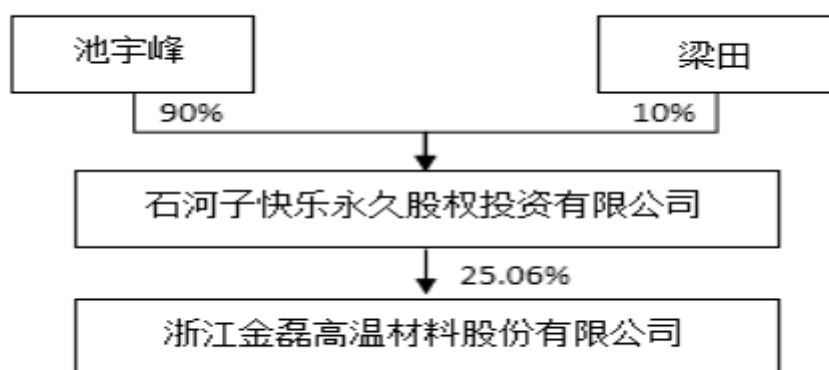 池宇峰
梁田
90%
10%
石河子快乐永久股权投资有限公司
25.06%
浙江金磊高温材料股份有限公司